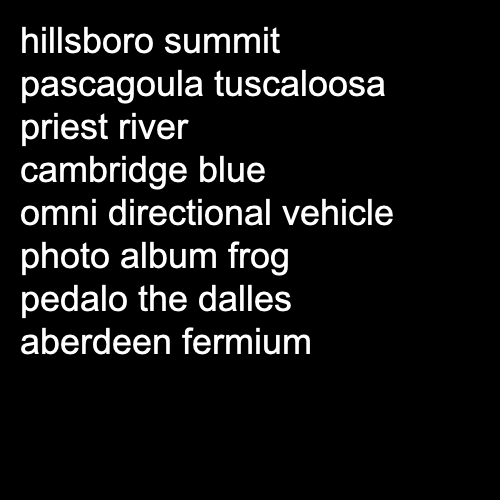 hillsboro summit
pascagoula tuscaloosa
priest river
cambridge blue
omni directional vehicle
photo album frog
pedalo the dalles
aberdeen fermium